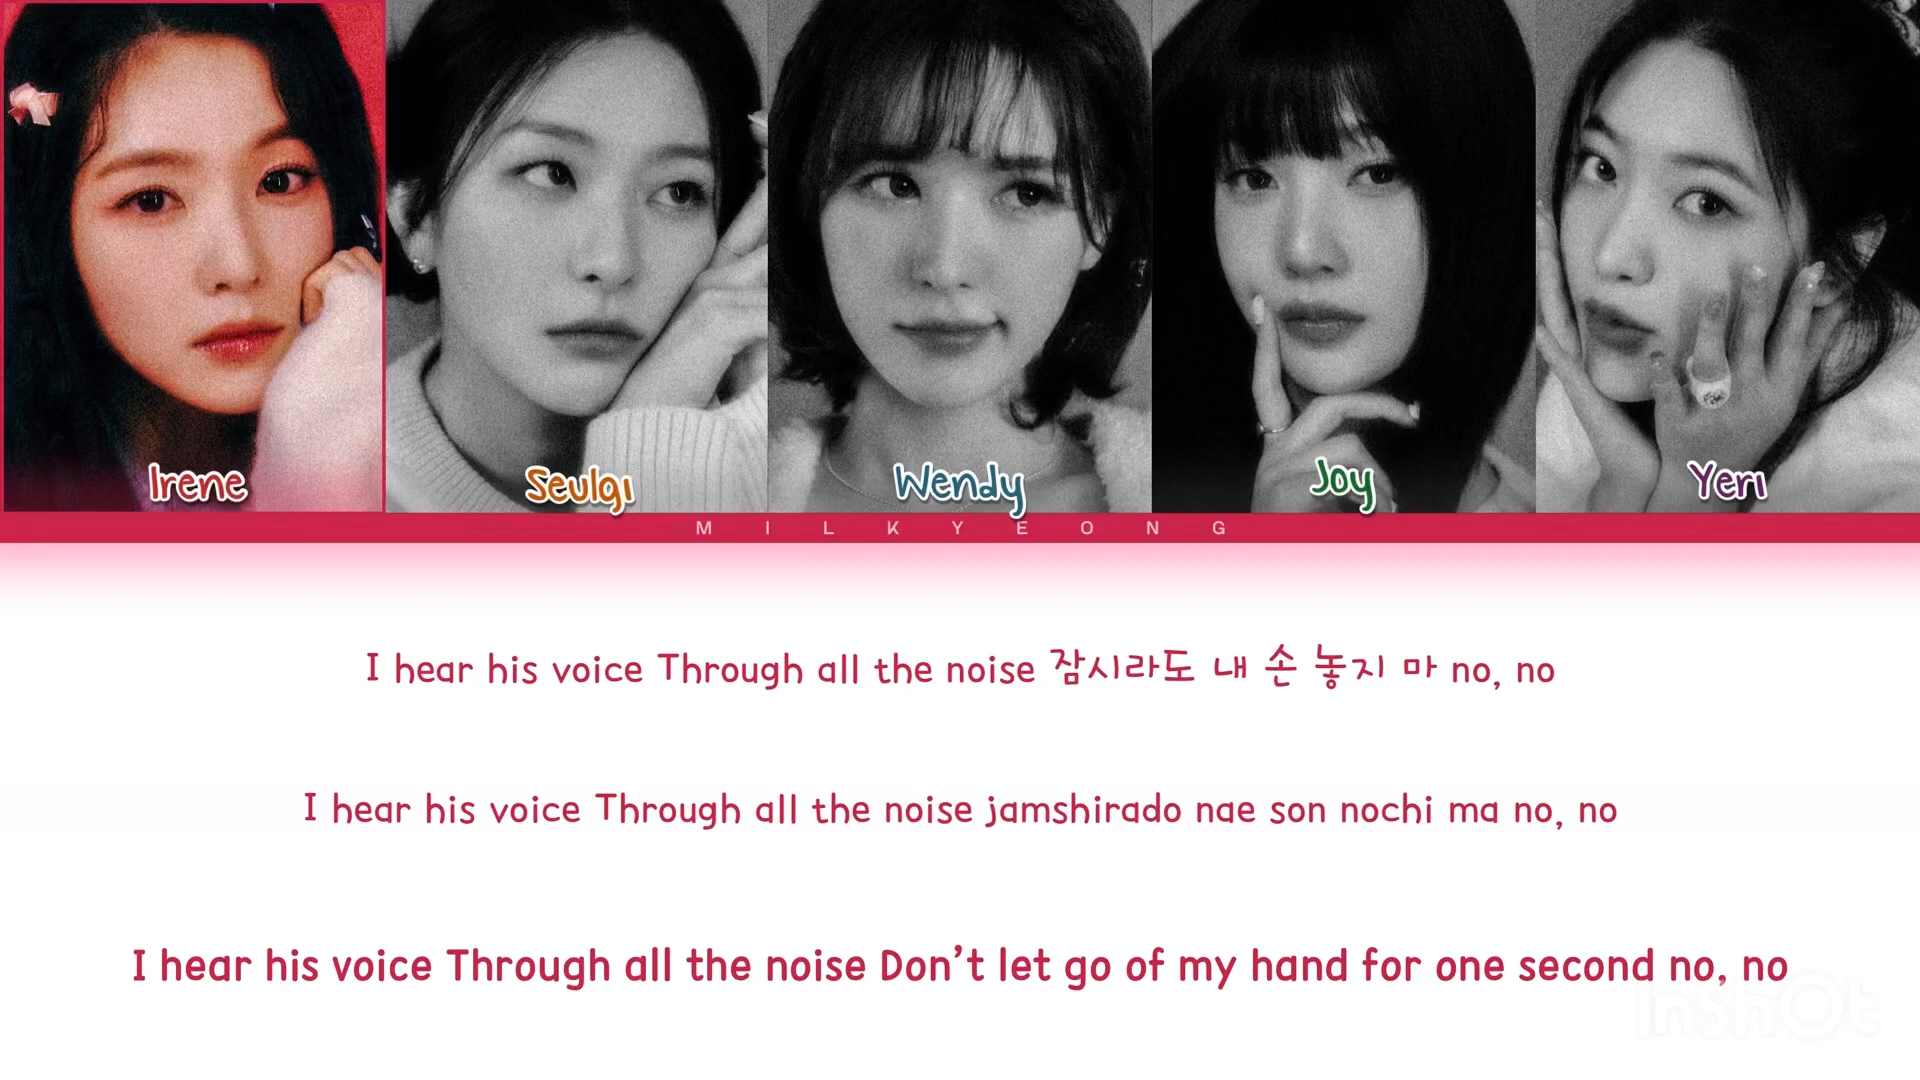 Irene Seulgi Wendy Joy Yeri
MILKYEONG
I hear his voice Through all the noise 잠시라도 내 손 놓지 마 no, no
I hear his voice Through all the noise jamshirado nae son nochi ma no, no
I hear his voice Through all the noise Don’t let go of my hand for one second no, no
InShOt